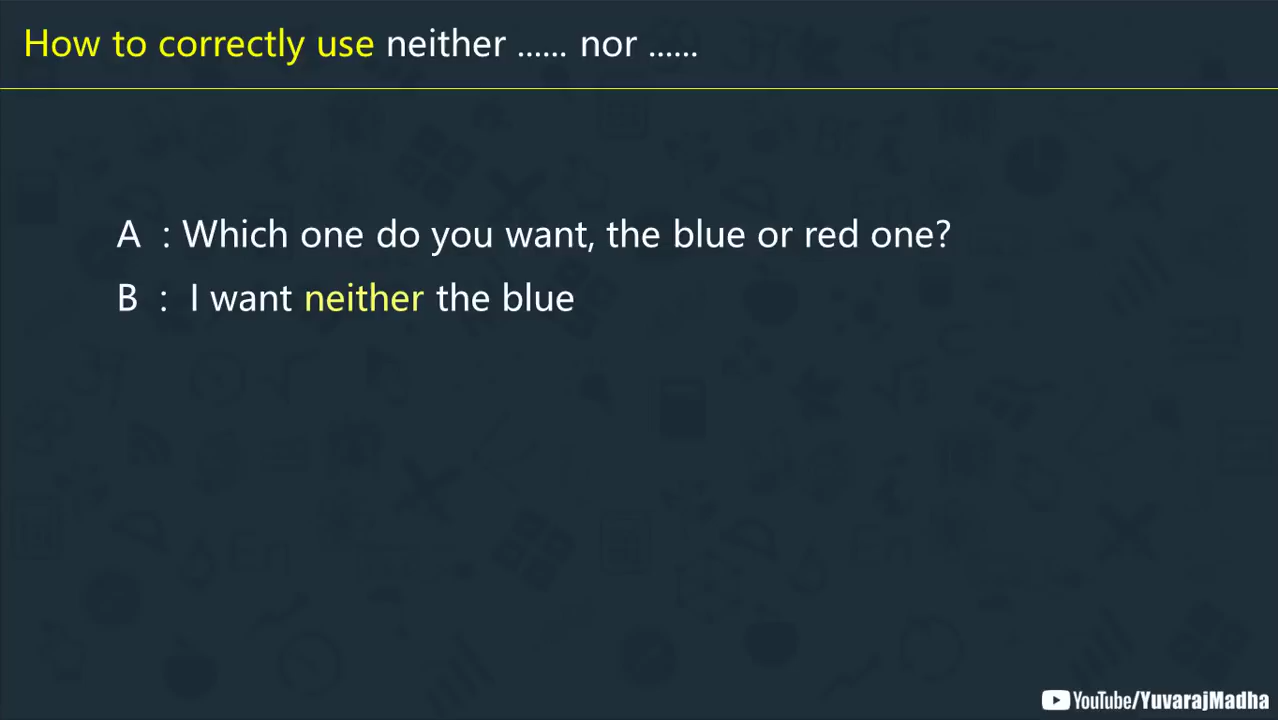 How to correctly use neither ...... nor ......
A : Which one do you want, the blue or red one?
B : I want neither the blue
YouTube/YuvarajMadha